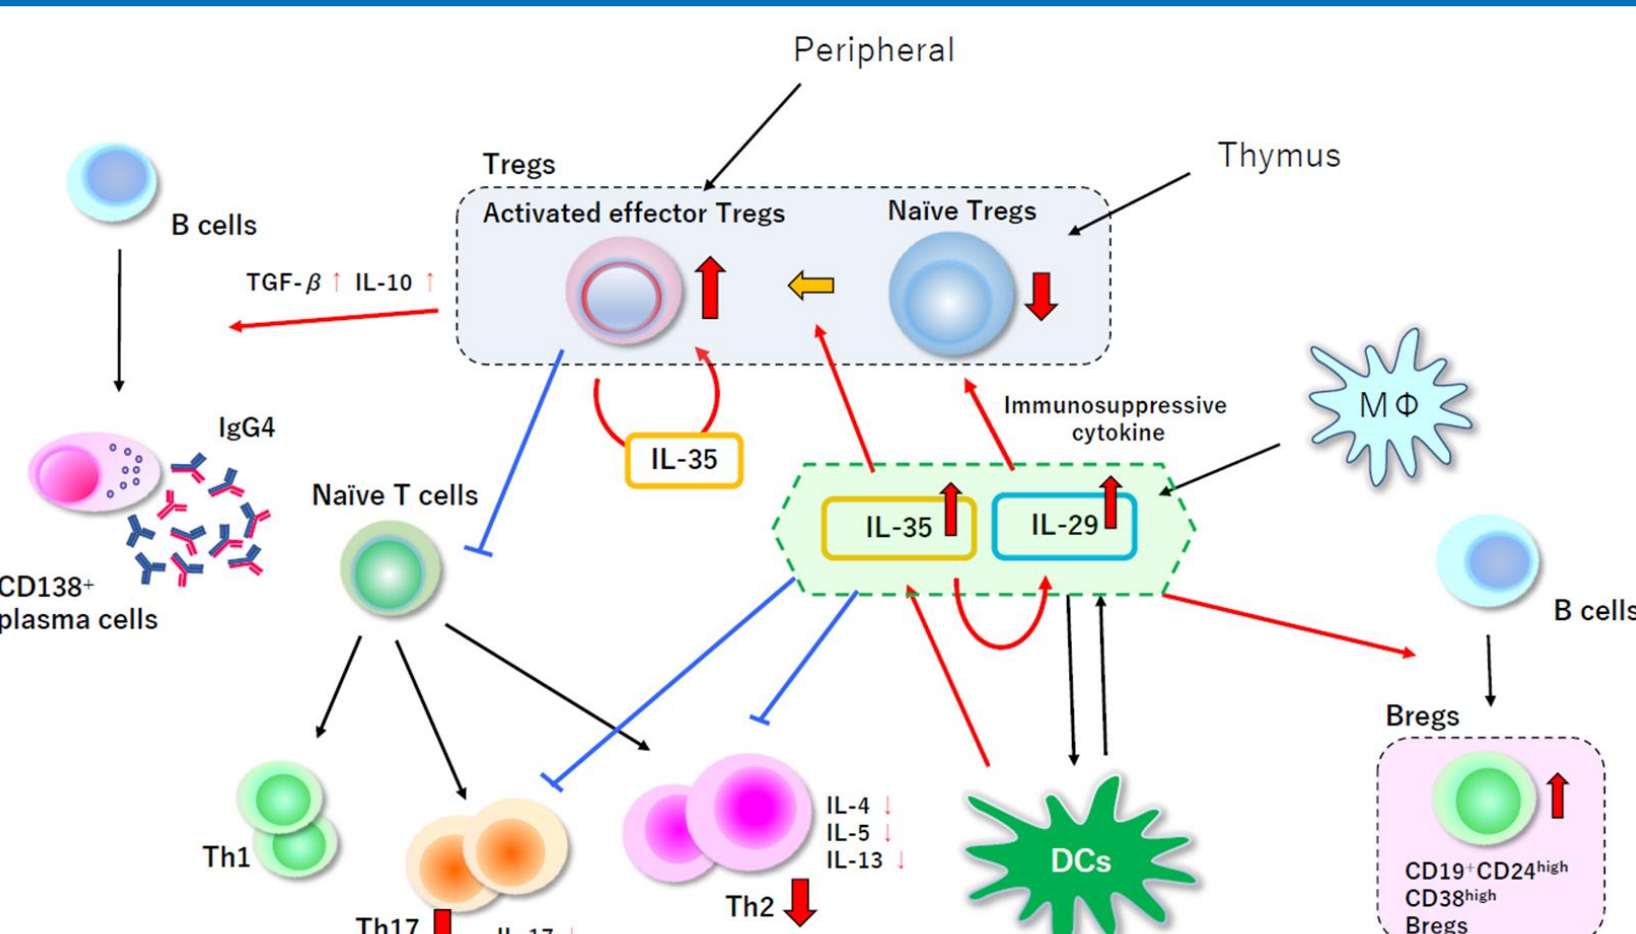 Peripheral
Thymus
Tregs
Activated effector Tregs
Naïve Tregs
B cells
TGF-β ↑ IL-10 ↑
Immunosuppressive
cytokine
MΦ
IgG4
IL-35
Naïve T cells
IL-35
IL-29
CD138⁺
plasma cells
B cells
Bregs
Th1
IL-4 ↓
IL-5 ↓
IL-13 ↓
DCs
CD19⁺CD24ʰⁱᵍʰ
CD38ʰⁱᵍʰ
Bregs
Th2
Th17
IL-17 ↓